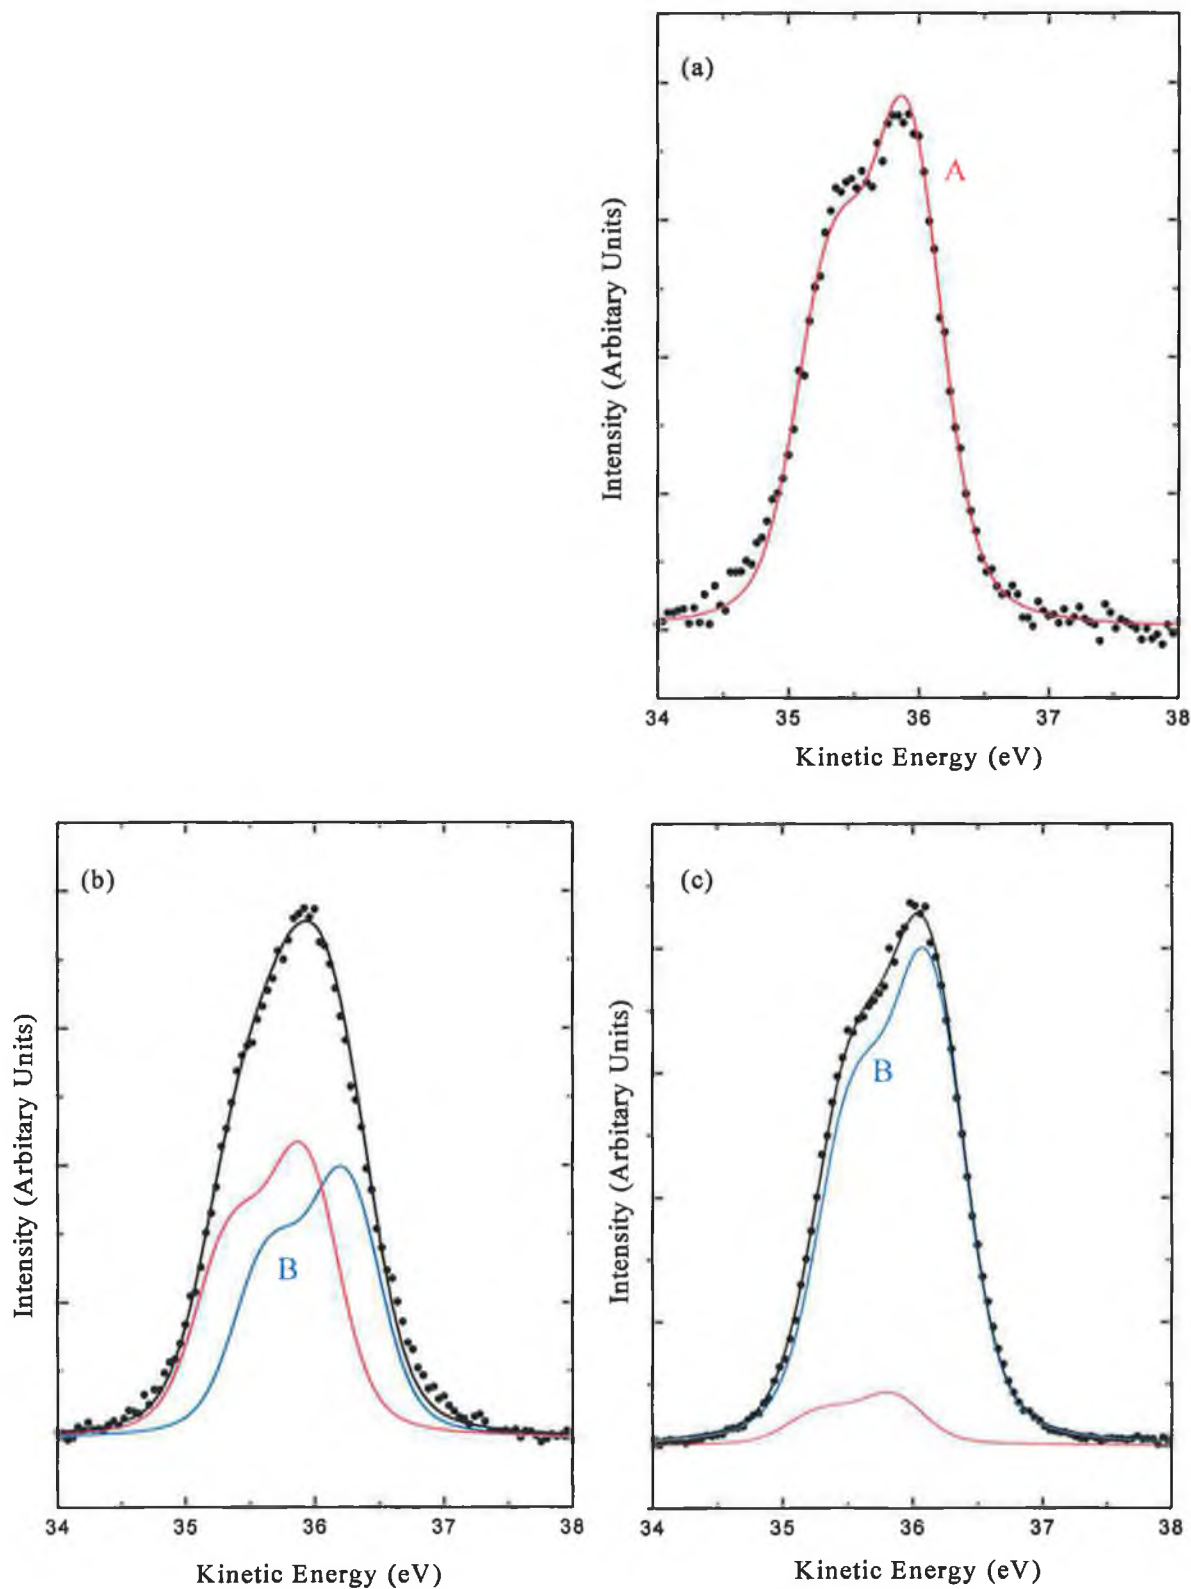 (a)
A
Intensity (Arbitary Units)
34 35 36 37 38
Kinetic Energy (eV)
(b)
B
Intensity (Arbitary Units)
34 35 36 37 38
Kinetic Energy (eV)
(c)
B
Intensity (Arbitary Units)
34 35 36 37 38
Kinetic Energy (eV)